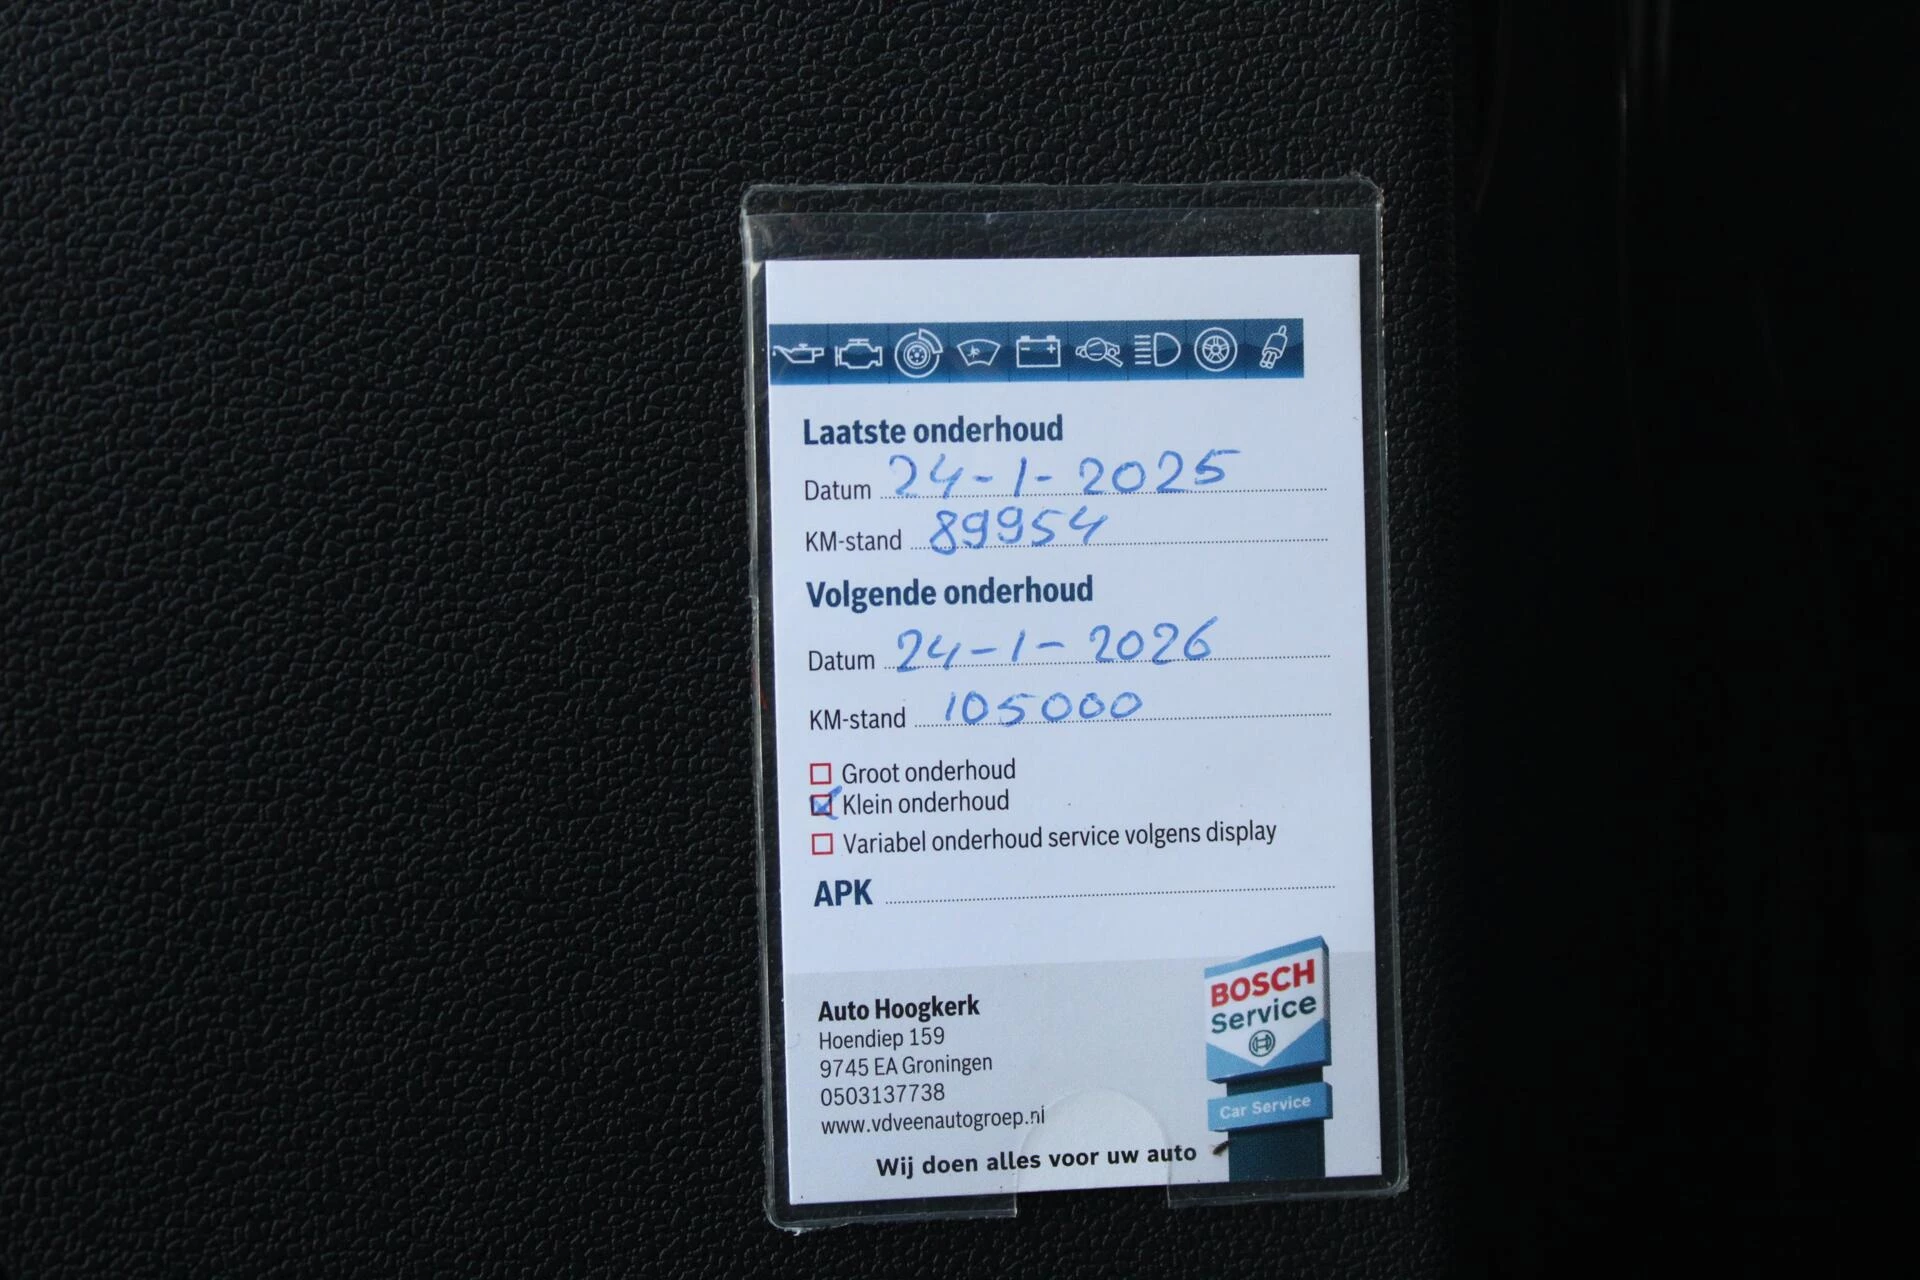 Laatste onderhoud
Datum 24-1-2025
KM-stand 89954
Volgende onderhoud
Datum 24-1-2026
KM-stand 105000
Groot onderhoud
Klein onderhoud
Variabel onderhoud service volgens display
APK
Auto Hoogkerk
Hoendiep 159
9745 EA Groningen
0503137738
www.vdveenautogroep.nl
Wij doen alles voor uw auto
BOSCH
Service
Car Service